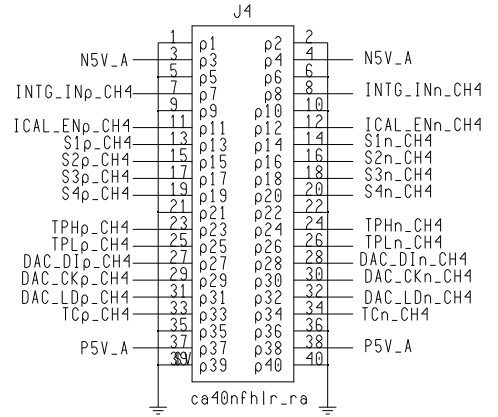 J4
1 p1 p2 2
N5V_A 3 p3 p4 4 N5V_A
5 p5 p6 6
INTG_INp_CH4 7 p7 p8 8 INTG_INn_CH4
9 p9 p10 10
ICAL_ENp_CH4 11 p11 p12 12 ICAL_ENn_CH4
S1p_CH4 13 p13 p14 14 S1n_CH4
S2p_CH4 15 p15 p16 16 S2n_CH4
S3p_CH4 17 p17 p18 18 S3n_CH4
S4p_CH4 19 p19 p20 20 S4n_CH4
21 p21 p22 22
TPHp_CH4 23 p23 p24 24 TPHn_CH4
TPLp_CH4 25 p25 p26 26 TPLn_CH4
DAC_DIp_CH4 27 p27 p28 28 DAC_DIn_CH4
DAC_CKp_CH4 29 p29 p30 30 DAC_CKn_CH4
DAC_LDp_CH4 31 p31 p32 32 DAC_LDn_CH4
TCp_CH4 33 p33 p34 34 TCn_CH4
35 p35 p36 36
P5V_A 37 p37 p38 38 P5V_A
39 p39 p40 40
ca40nfhlr_ra